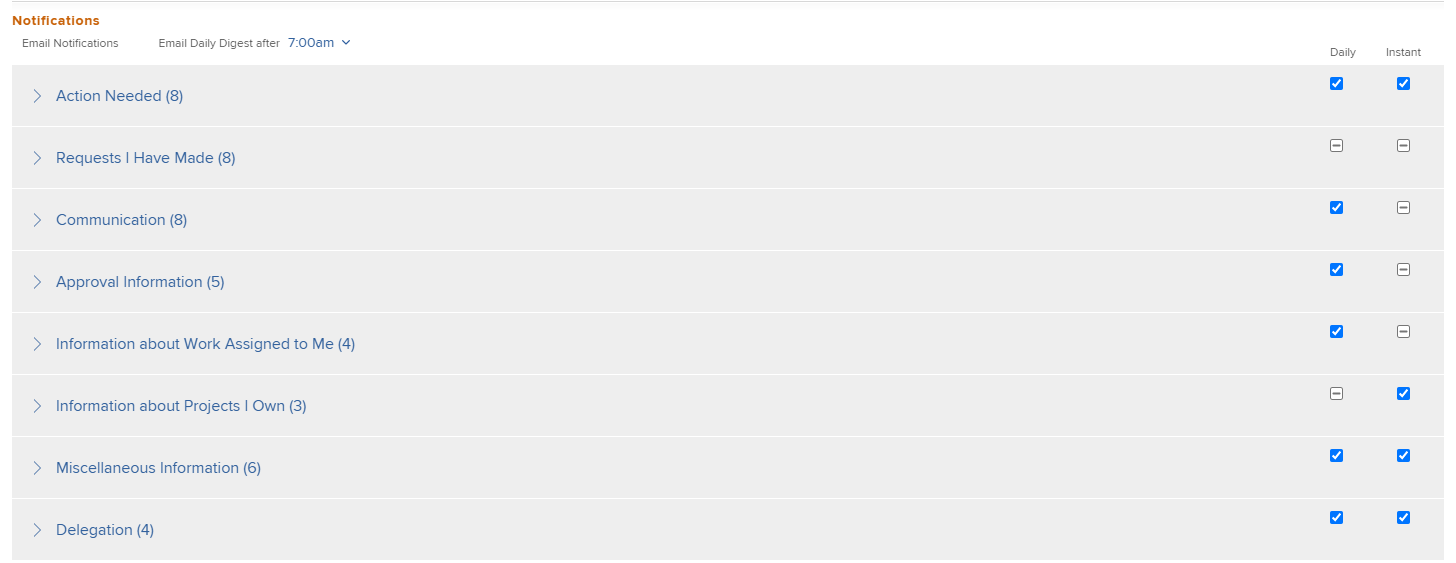 Notifications
Email Notifications Email Daily Digest after 7:00am
Daily Instant
Action Needed (8)
Requests I Have Made (8)
Communication (8)
Approval Information (5)
Information about Work Assigned to Me (4)
Information about Projects I Own (3)
Miscellaneous Information (6)
Delegation (4)